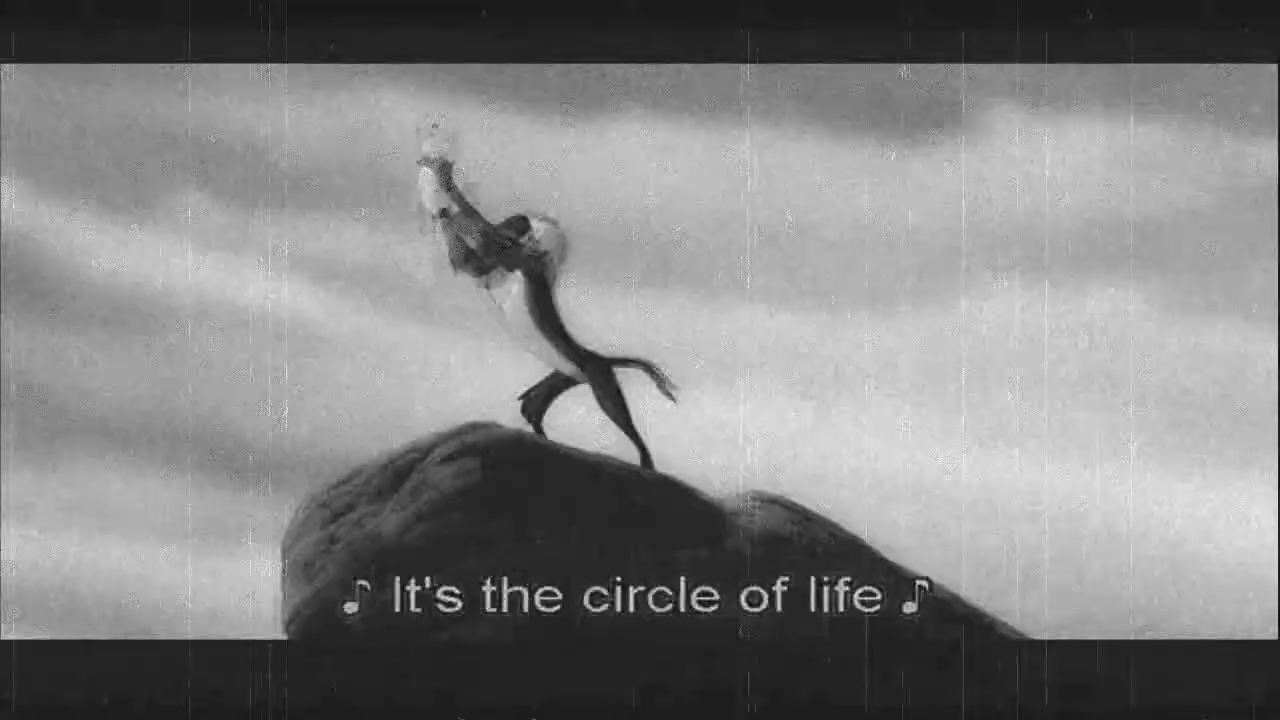 ♪ It's the circle of life ♪